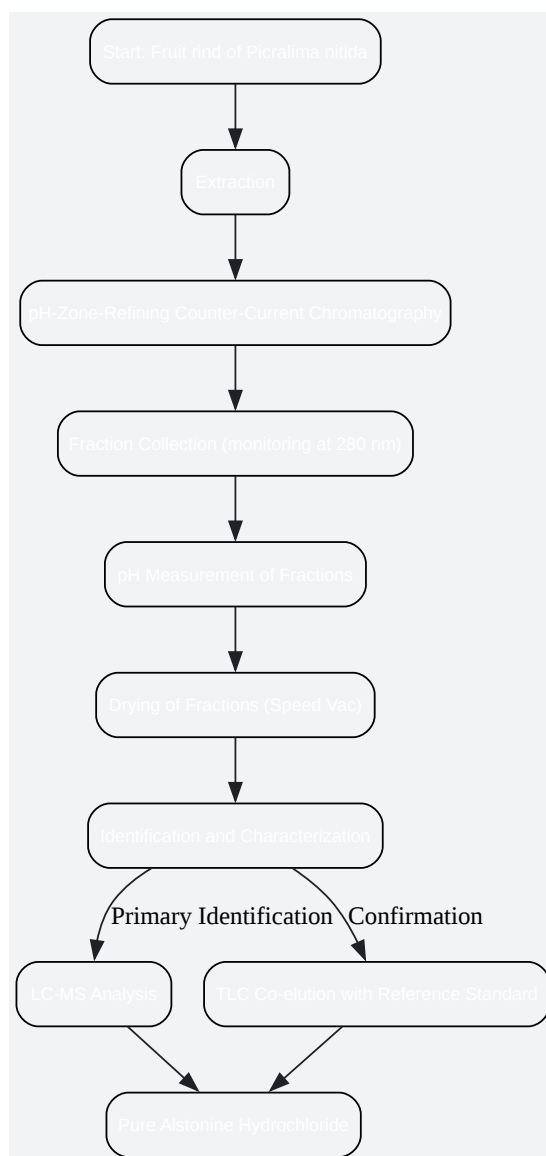 Start: Fruit rind of Picralima nitida
Extraction
pH-Zone-Refining Counter-Current Chromatography
Fraction Collection (monitoring at 280 nm)
pH Measurement of Fractions
Drying of Fractions (Speed Vac)
Identification and Characterization
Primary Identification
Confirmation
LC-MS Analysis
TLC Co-elution with Reference Standard
Pure Alstonine Hydrochloride